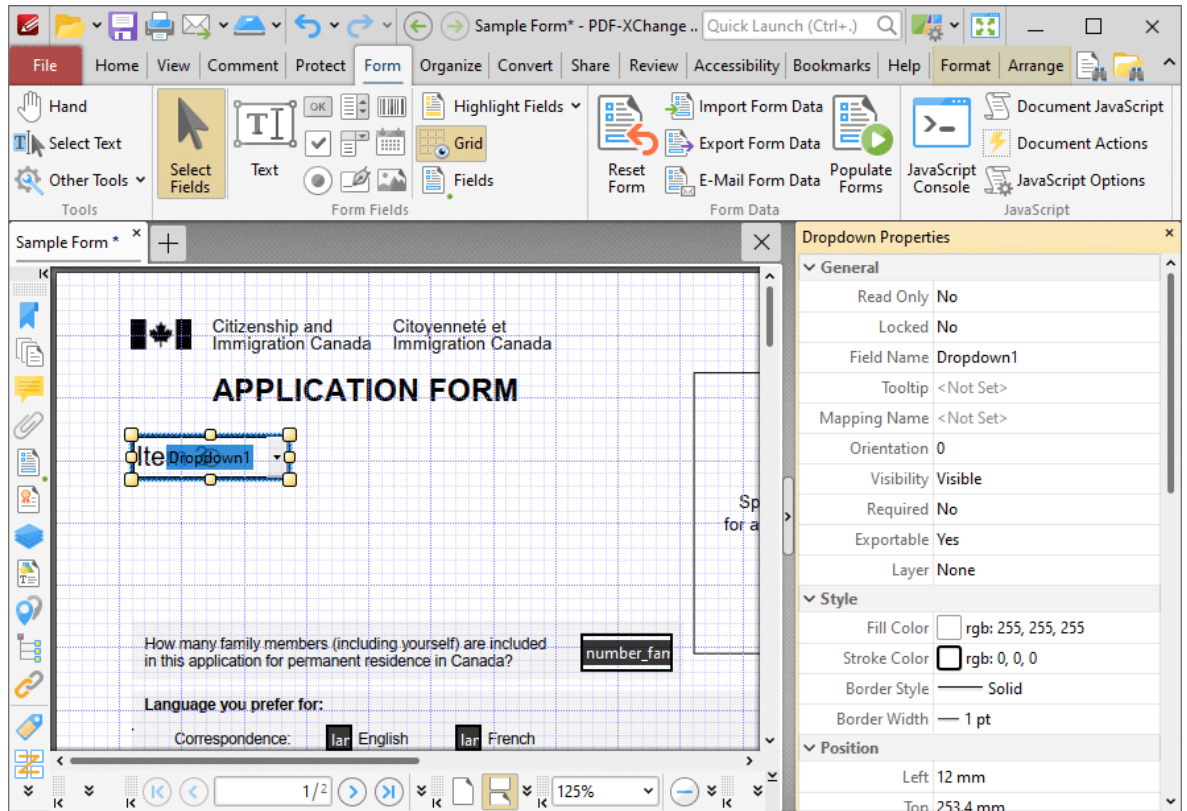 Sample Form* - PDF-XChange ..
Quick Launch (Ctrl+.)
File Home View Comment Protect Form Organize Convert Share Review Accessibility Bookmarks Help Format Arrange
Hand
Select Text
Other Tools
Tools
Select Fields
Text
OK
Highlight Fields
Grid
Fields
Form Fields
Reset Form
Import Form Data
Export Form Data
E-Mail Form Data
Populate Forms
Form Data
JavaScript Console
Document JavaScript
Document Actions
JavaScript Options
JavaScript
Sample Form *
Citizenship and
Immigration Canada
Citoyenneté et
Immigration Canada
APPLICATION FORM
Dropdown1
Sp
for a
How many family members (including yourself) are included
in this application for permanent residence in Canada?
number_fam
Language you prefer for:
Correspondence: lar English lar French
1/2
125%
Dropdown Properties
General
Read Only No
Locked No
Field Name Dropdown1
Tooltip <Not Set>
Mapping Name <Not Set>
Orientation 0
Visibility Visible
Required No
Exportable Yes
Layer None
Style
Fill Color rgb: 255, 255, 255
Stroke Color rgb: 0, 0, 0
Border Style Solid
Border Width 1 pt
Position
Left 12 mm
Top 253.4 mm